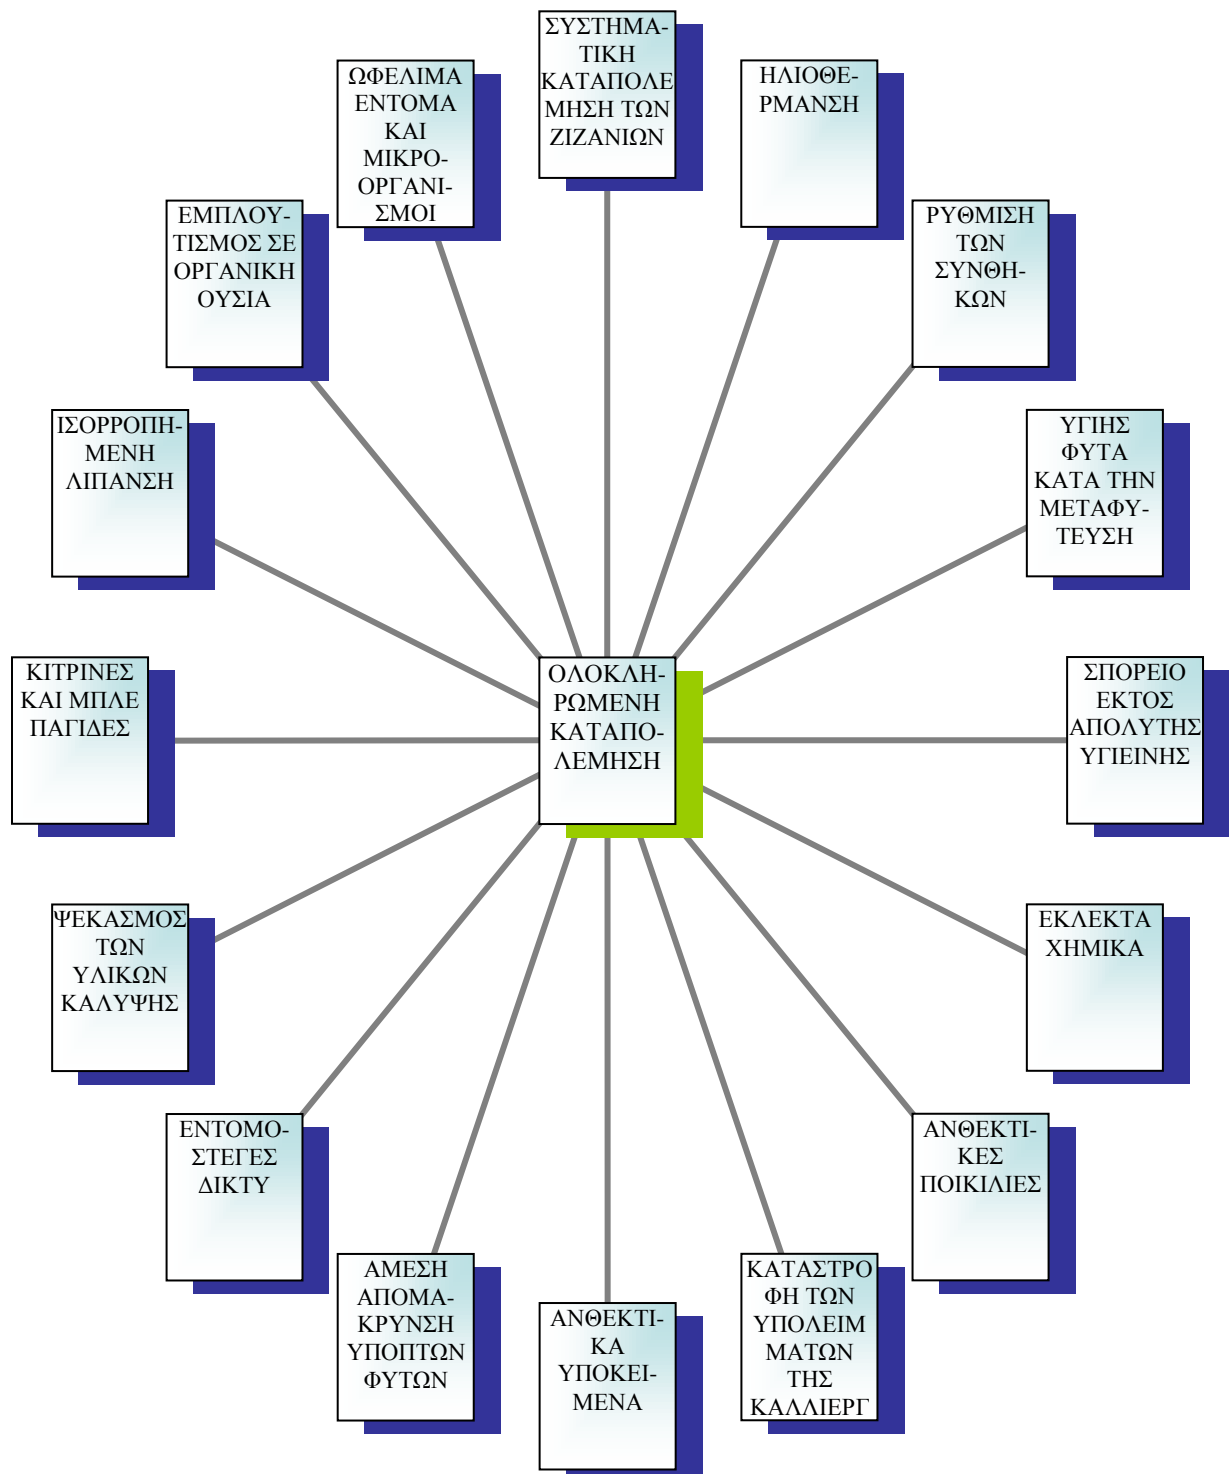 ΣΥΣΤΗΜΑ-
ΤΙΚΗ
ΚΑΤΑΠΟΛΕ
ΜΗΣΗ ΤΩΝ
ΖΙΖΑΝΙΩΝ
ΗΛΙΟΘΕ-
ΡΜΑΝΣΗ
ΡΥΘΜΙΣΗ
ΤΩΝ
ΣΥΝΘΗ-
ΚΩΝ
ΥΓΙΗΣ
ΦΥΤΑ
ΚΑΤΑ ΤΗΝ
ΜΕΤΑΦΥ-
ΤΕΥΣΗ
ΣΠΟΡΕΙΟ
ΕΚΤΟΣ
ΑΠΟΛΥΤΗΣ
ΥΓΙΕΙΝΗΣ
ΕΚΛΕΚΤΑ
ΧΗΜΙΚΑ
ΑΝΘΕΚΤΙ-
ΚΕΣ
ΠΟΙΚΙΛΙΕΣ
ΚΑΤΑΣΤΡΟ
ΦΗ ΤΩΝ
ΥΠΟΛΕΙΜ
ΜΑΤΩΝ
ΤΗΣ
ΚΑΛΛΙΕΡΓ
ΑΝΘΕΚΤΙ-
ΚΑ
ΥΠΟΚΕΙ-
ΜΕΝΑ
ΑΜΕΣΗ
ΑΠΟΜΑ-
ΚΡΥΝΣΗ
ΥΠΟΠΤΩΝ
ΦΥΤΩΝ
ΕΝΤΟΜΟ-
ΣΤΕΓΕΣ
ΔΙΚΤΥ
ΨΕΚΑΣΜΟΣ
ΤΩΝ
ΥΛΙΚΩΝ
ΚΑΛΥΨΗΣ
ΚΙΤΡΙΝΕΣ
ΚΑΙ ΜΠΛΕ
ΠΑΓΙΔΕΣ
ΙΣΟΡΡΟΠΗ-
ΜΕΝΗ
ΛΙΠΑΝΣΗ
ΕΜΠΛΟΥ-
ΤΙΣΜΟΣ ΣΕ
ΟΡΓΑΝΙΚΗ
ΟΥΣΙΑ
ΩΦΕΛΙΜΑ
ΕΝΤΟΜΑ
ΚΑΙ
ΜΙΚΡΟ-
ΟΡΓΑΝΙ-
ΣΜΟΙ
ΟΛΟΚΛΗ-
ΡΩΜΕΝΗ
ΚΑΤΑΠΟ-
ΛΕΜΗΣΗ